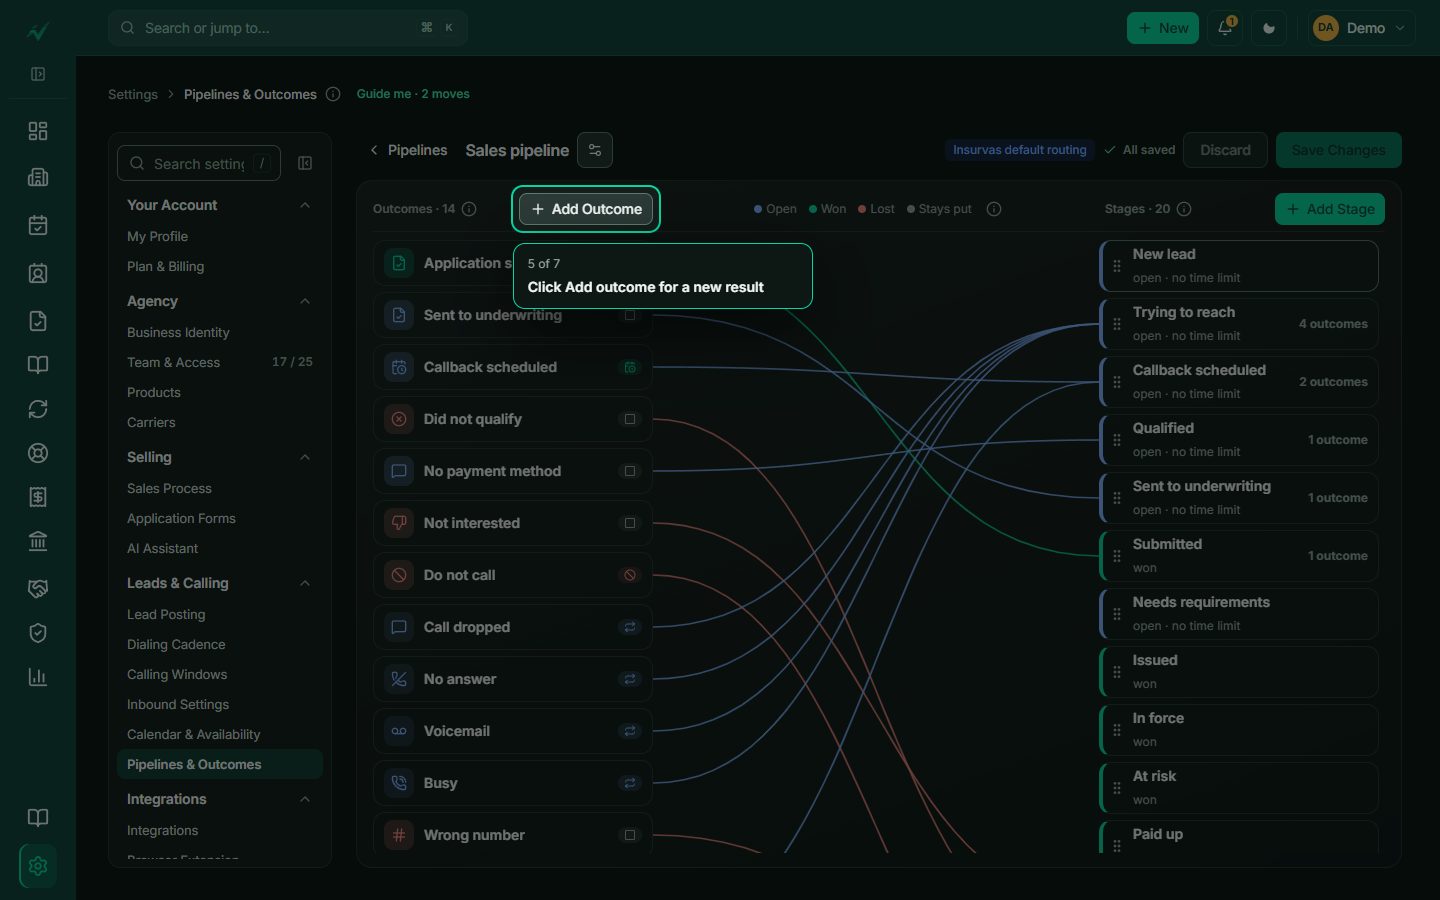 Search or jump to...
⌘ K
New
1
DA
Demo
Settings
Pipelines & Outcomes
Guide me · 2 moves
Search settin
/
Your Account
My Profile
Plan & Billing
Agency
Business Identity
Team & Access
17 / 25
Products
Carriers
Selling
Sales Process
Application Forms
AI Assistant
Leads & Calling
Lead Posting
Dialing Cadence
Calling Windows
Inbound Settings
Calendar & Availability
Pipelines & Outcomes
Integrations
Integrations
Browser Extension
Pipelines
Sales pipeline
Insurvas default routing
All saved
Discard
Save Changes
Outcomes · 14
Add Outcome
Open
Won
Lost
Stays put
Stages · 20
Add Stage
5 of 7
Click Add outcome for a new result
Application s
Sent to underwriting
Callback scheduled
Did not qualify
No payment method
Not interested
Do not call
Call dropped
No answer
Voicemail
Busy
Wrong number
New lead
open · no time limit
Trying to reach
open · no time limit
4 outcomes
Callback scheduled
open · no time limit
2 outcomes
Qualified
open · no time limit
1 outcome
Sent to underwriting
open · no time limit
1 outcome
Submitted
won
1 outcome
Needs requirements
open · no time limit
Issued
won
In force
won
At risk
won
Paid up